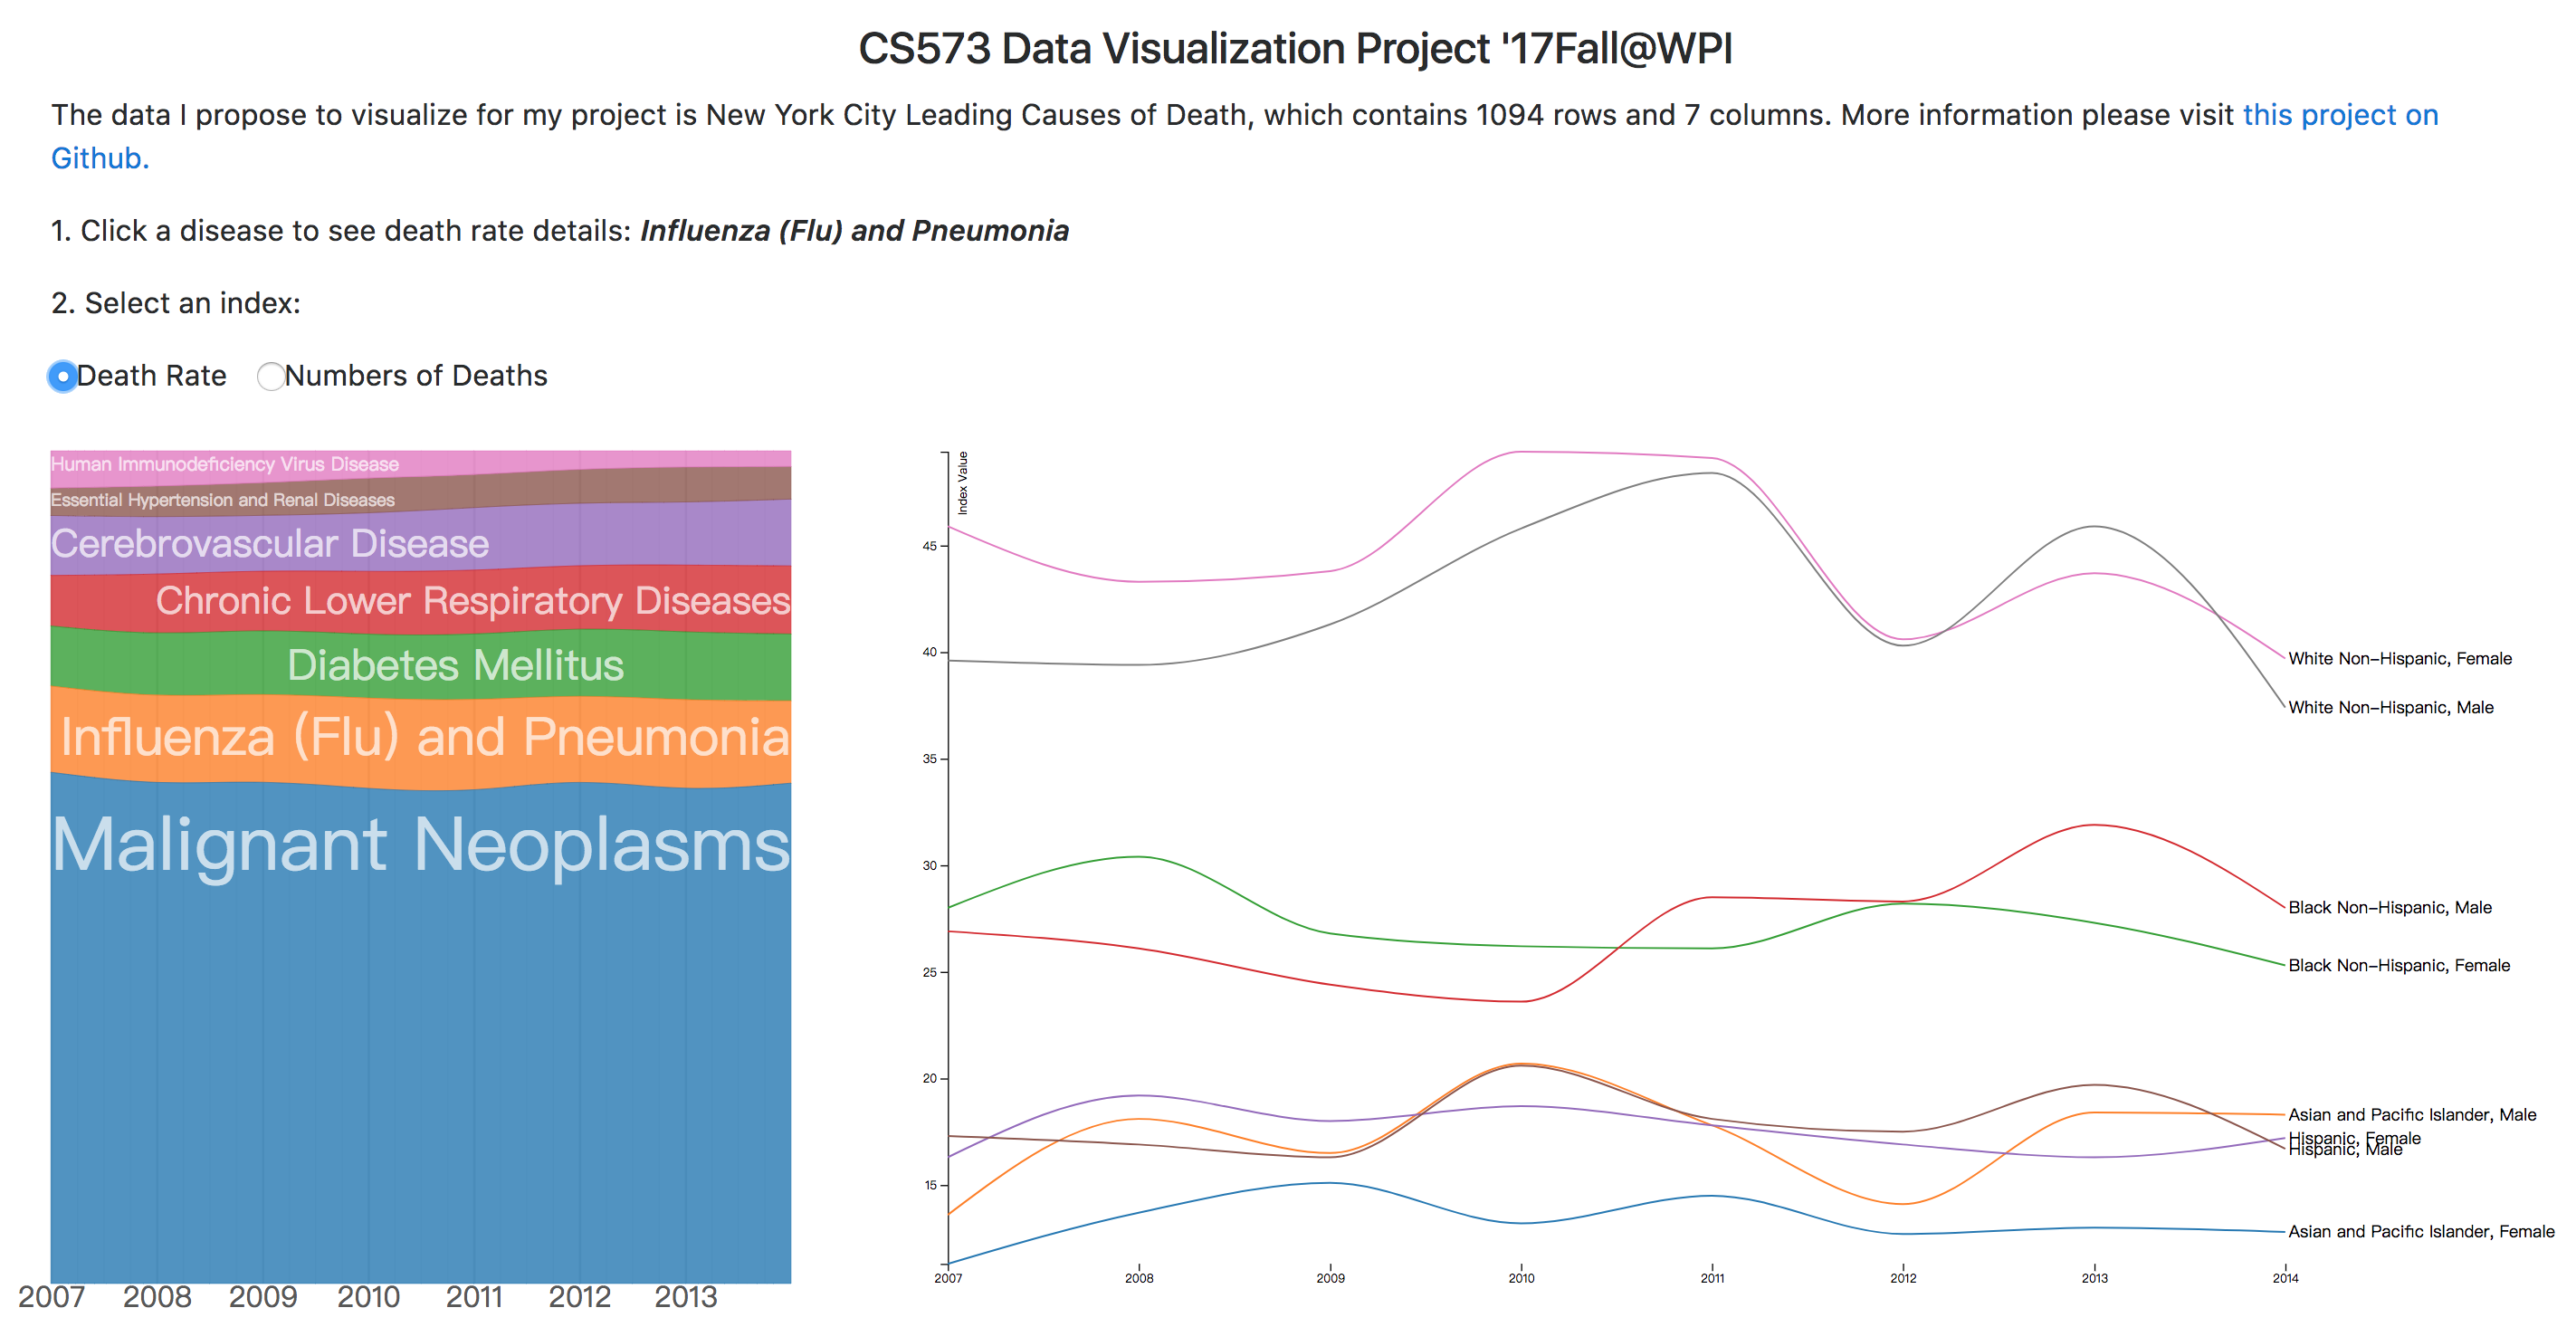 CS573 Data Visualization Project '17Fall@WPI
The data I propose to visualize for my project is New York City Leading Causes of Death, which contains 1094 rows and 7 columns. More information please visit this project on
Github.
1. Click a disease to see death rate details: Influenza (Flu) and Pneumonia
2. Select an index:
Death Rate Numbers of Deaths
Human Immunodeficiency Virus Disease
Essential Hypertension and Renal Diseases
Cerebrovascular Disease
Chronic Lower Respiratory Diseases
Diabetes Mellitus
Influenza (Flu) and Pneumonia
Malignant Neoplasms
2007 2008 2009 2010 2011 2012 2013
Index Value
45
40
35
30
25
20
15
White Non-Hispanic, Female
White Non-Hispanic, Male
Black Non-Hispanic, Male
Black Non-Hispanic, Female
Asian and Pacific Islander, Male
Hispanic, Female
Hispanic, Male
Asian and Pacific Islander, Female
2007 2008 2009 2010 2011 2012 2013 2014